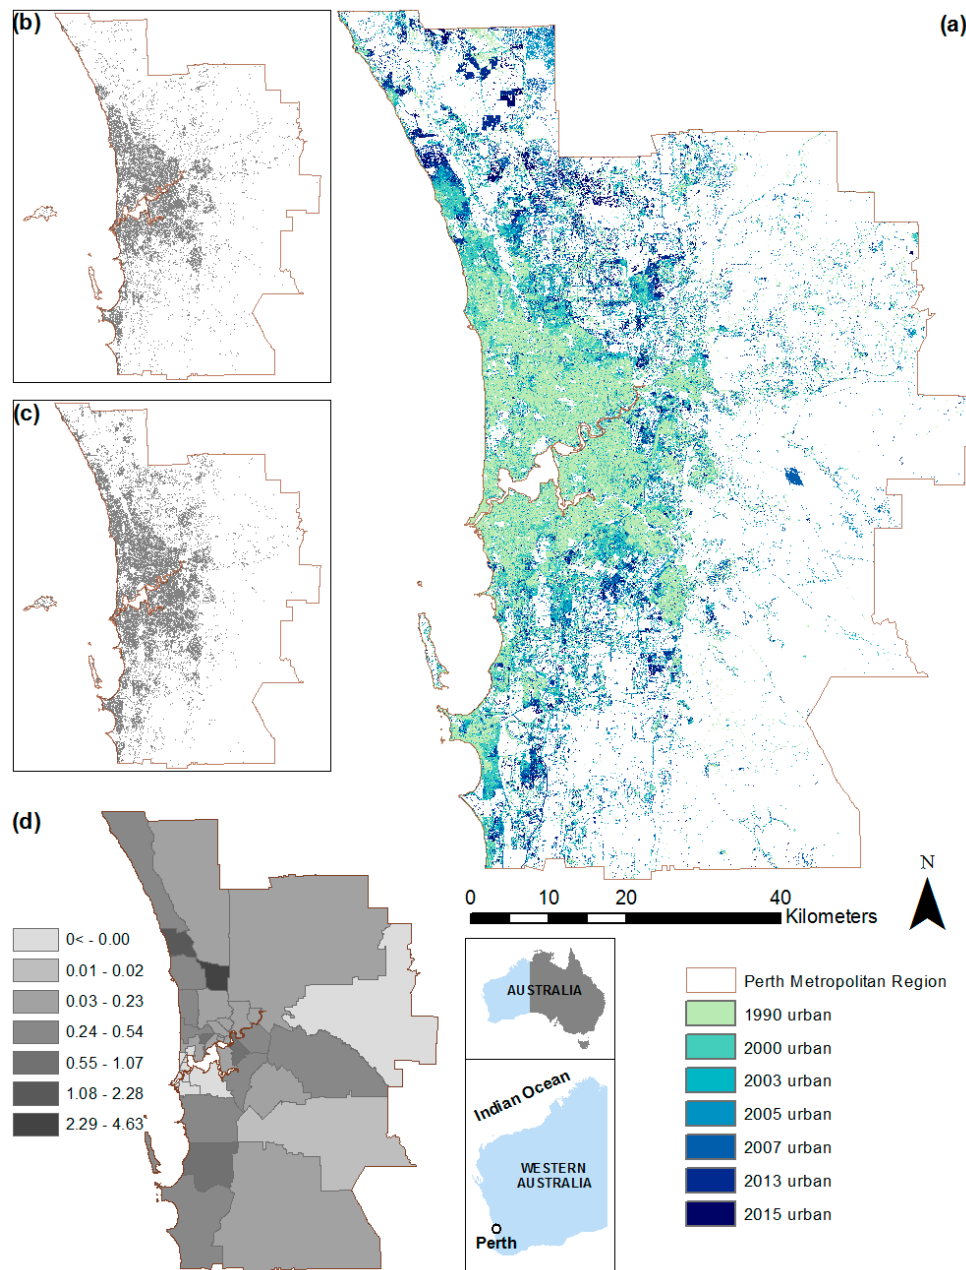 (b)
(a)
(c)
(d)
0< - 0.00
0.01 - 0.02
0.03 - 0.23
0.24 - 0.54
0.55 - 1.07
1.08 - 2.28
2.29 - 4.63
N
0 10 20 40
Kilometers
AUSTRALIA
Indian Ocean
WESTERN
AUSTRALIA
Perth
Perth Metropolitan Region
1990 urban
2000 urban
2003 urban
2005 urban
2007 urban
2013 urban
2015 urban